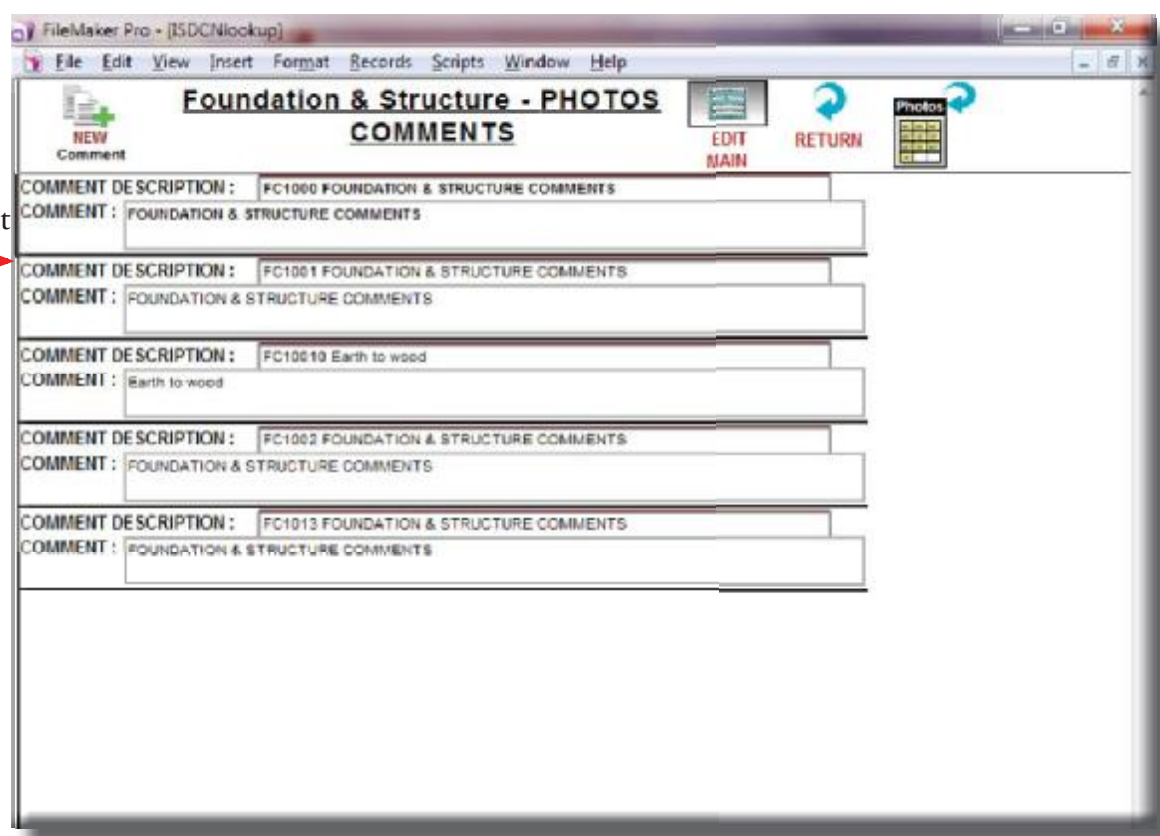 FileMaker Pro - [ISDCNlookup]
File Edit View Insert Format Records Scripts Window Help
NEW
Comment
Foundation & Structure - PHOTOS
COMMENTS
EDIT
MAIN
RETURN
Photos
COMMENT DESCRIPTION : FC1000 FOUNDATION & STRUCTURE COMMENTS
COMMENT : FOUNDATION & STRUCTURE COMMENTS
t
COMMENT DESCRIPTION : FC1001 FOUNDATION & STRUCTURE COMMENTS
COMMENT : FOUNDATION & STRUCTURE COMMENTS
COMMENT DESCRIPTION : FC10010 Earth to wood
COMMENT : Earth to wood
COMMENT DESCRIPTION : FC1002 FOUNDATION & STRUCTURE COMMENTS
COMMENT : FOUNDATION & STRUCTURE COMMENTS
COMMENT DESCRIPTION : FC1013 FOUNDATION & STRUCTURE COMMENTS
COMMENT : FOUNDATION & STRUCTURE COMMENTS